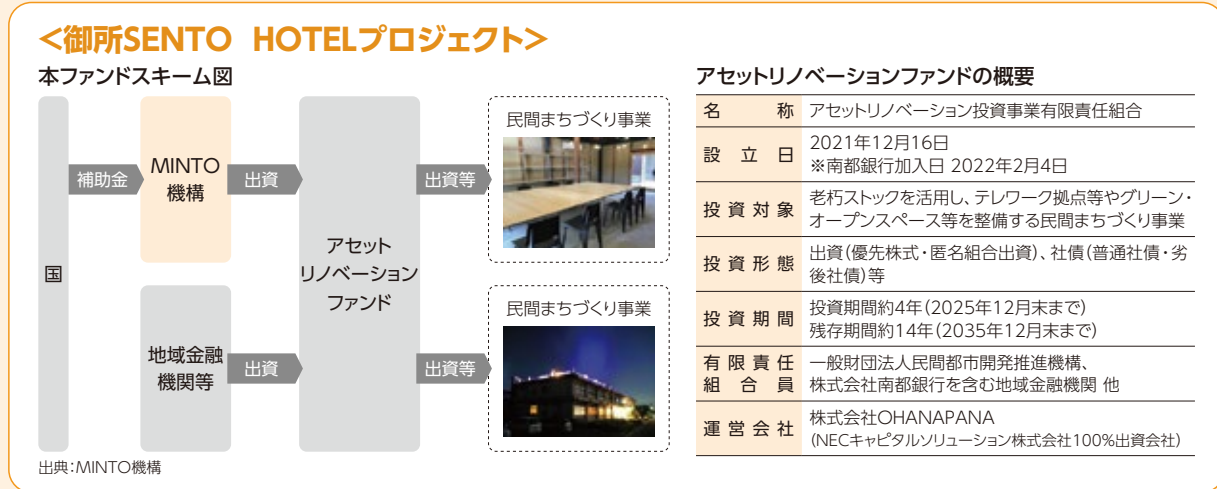 <御所SENTO HOTELプロジェクト>
本ファンドスキーム図
国
補助金
MINTO
機構
出資
地域金融
機関等
出資
アセット
リノベーション
ファンド
出資等
民間まちづくり事業
出資等
民間まちづくり事業
出典:MINTO機構
アセットリノベーションファンドの概要
名称 アセットリノベーション投資事業有限責任組合
設立日 2021年12月16日
※南都銀行加入日 2022年2月4日
投資対象 老朽ストックを活用し、テレワーク拠点等やグリーン・
オープンスペース等を整備する民間まちづくり事業
投資形態 出資(優先株式・匿名組合出資)、社債(普通社債・劣
後社債)等
投資期間 投資期間約4年(2025年12月末まで)
残存期間約14年(2035年12月末まで)
有限責任 一般財団法人民間都市開発推進機構、
組合員 株式会社南都銀行を含む地域金融機関 他
運営会社 株式会社OHANAPANA
(NECキャピタルソリューション株式会社100%出資会社)